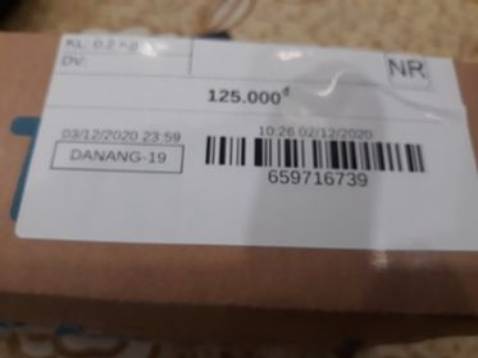 KL: 0.2 kg
DV:
NR
125.000đ
03/12/2020 23:59
10:26 02/12/2020
DANANG-19
659716739